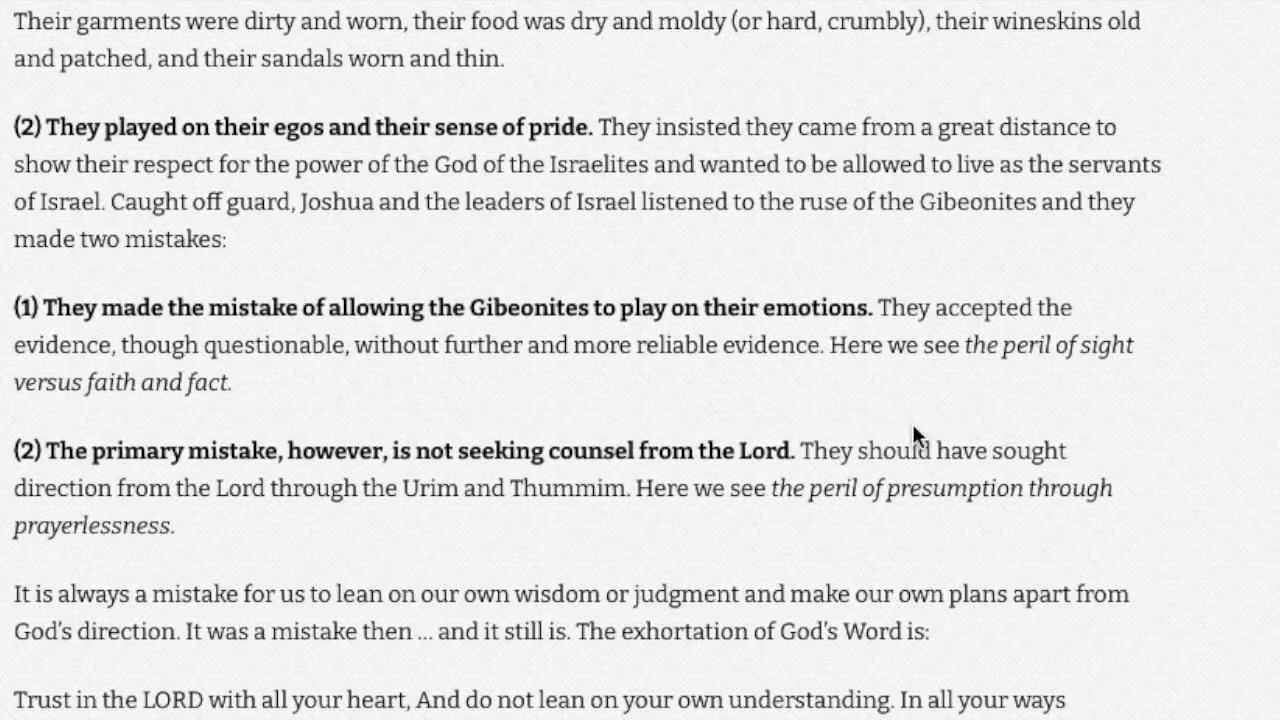 Their garments were dirty and worn, their food was dry and moldy (or hard, crumbly), their wineskins old
and patched, and their sandals worn and thin.
(2) They played on their egos and their sense of pride. They insisted they came from a great distance to
show their respect for the power of the God of the Israelites and wanted to be allowed to live as the servants
of Israel. Caught off guard, Joshua and the leaders of Israel listened to the ruse of the Gibeonites and they
made two mistakes:
(1) They made the mistake of allowing the Gibeonites to play on their emotions. They accepted the
evidence, though questionable, without further and more reliable evidence. Here we see the peril of sight
versus faith and fact.
(2) The primary mistake, however, is not seeking counsel from the Lord. They should have sought
direction from the Lord through the Urim and Thummim. Here we see the peril of presumption through
prayerlessness.
It is always a mistake for us to lean on our own wisdom or judgment and make our own plans apart from
God's direction. It was a mistake then ... and it still is. The exhortation of God's Word is:
Trust in the LORD with all your heart, And do not lean on your own understanding. In all your ways